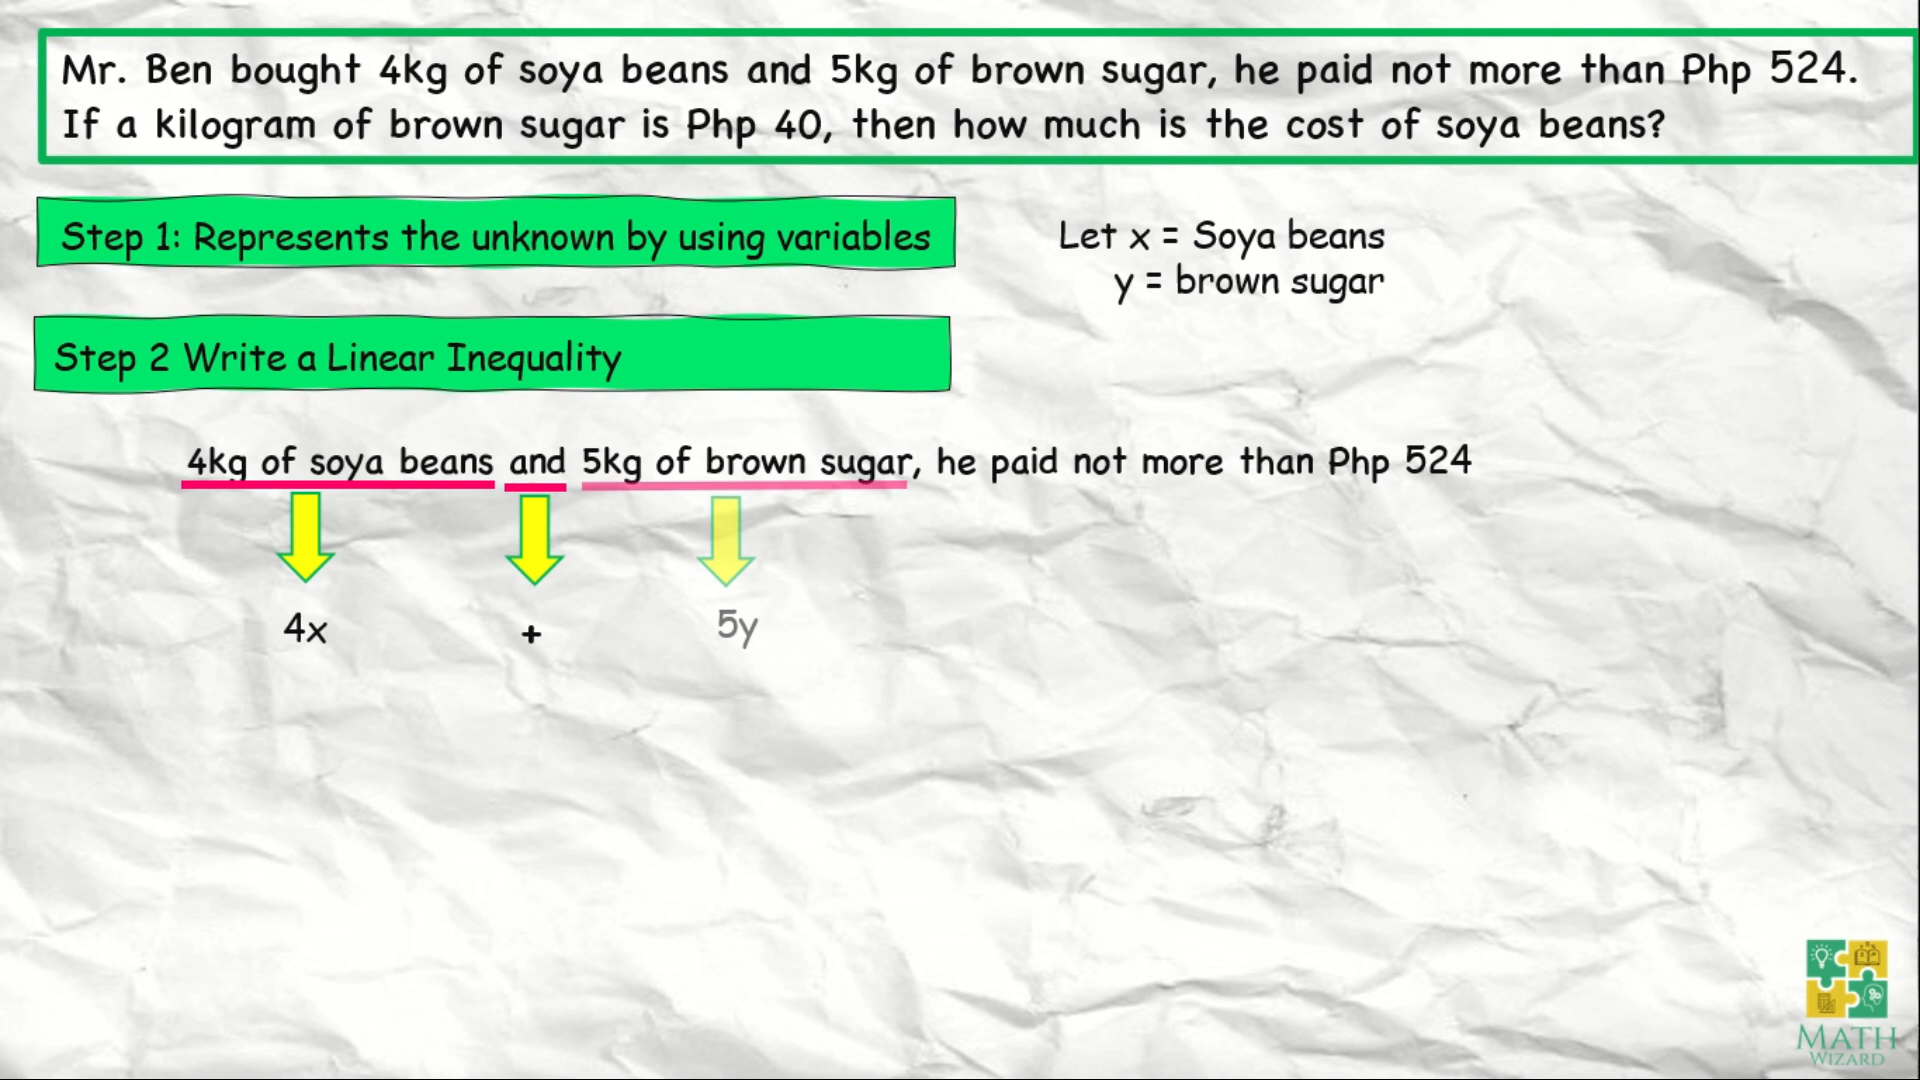 Mr. Ben bought 4kg of soya beans and 5kg of brown sugar, he paid not more than Php 524.
If a kilogram of brown sugar is Php 40, then how much is the cost of soya beans?
Step 1: Represents the unknown by using variables
Let x = Soya beans
y = brown sugar
Step 2 Write a Linear Inequality
4kg of soya beans and 5kg of brown sugar, he paid not more than Php 524
4x + 5y
MATH
WIZARD